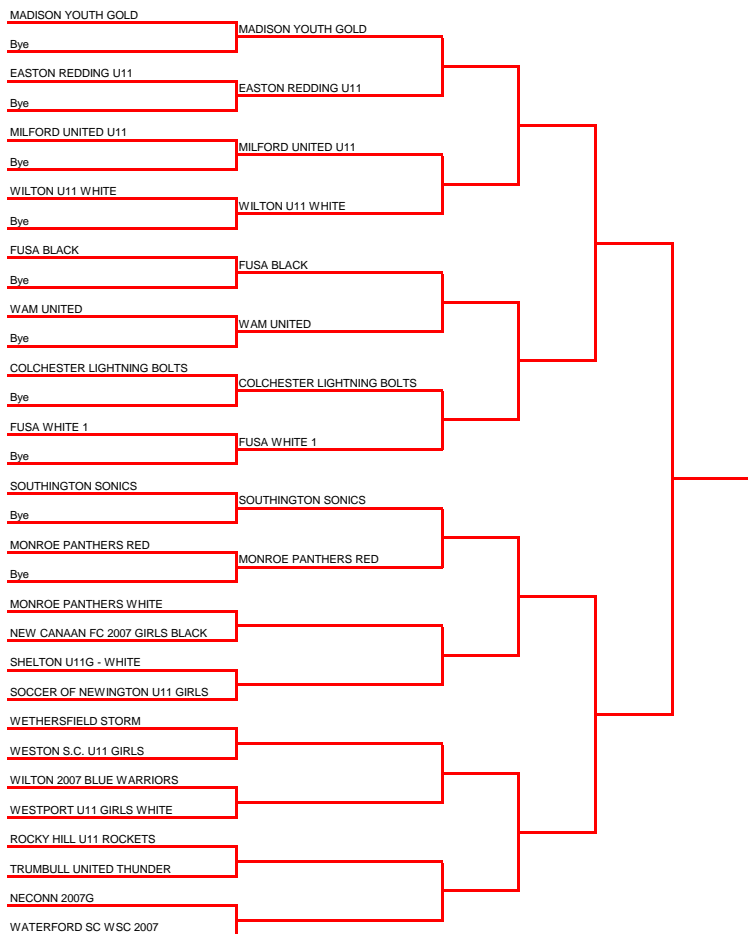 MADISON YOUTH GOLD
MADISON YOUTH GOLD
Bye
EASTON REDDING U11
EASTON REDDING U11
Bye
MILFORD UNITED U11
MILFORD UNITED U11
Bye
WILTON U11 WHITE
WILTON U11 WHITE
Bye
FUSA BLACK
FUSA BLACK
Bye
WAM UNITED
WAM UNITED
Bye
COLCHESTER LIGHTNING BOLTS
COLCHESTER LIGHTNING BOLTS
Bye
FUSA WHITE 1
FUSA WHITE 1
Bye
SOUTHINGTON SONICS
SOUTHINGTON SONICS
Bye
MONROE PANTHERS RED
MONROE PANTHERS RED
Bye
MONROE PANTHERS WHITE
NEW CANAAN FC 2007 GIRLS BLACK
SHELTON U11G - WHITE
SOCCER OF NEWINGTON U11 GIRLS
WETHERSFIELD STORM
WESTON S.C. U11 GIRLS
WILTON 2007 BLUE WARRIORS
WESTPORT U11 GIRLS WHITE
ROCKY HILL U11 ROCKETS
TRUMBULL UNITED THUNDER
NECONN 2007G
WATERFORD SC WSC 2007